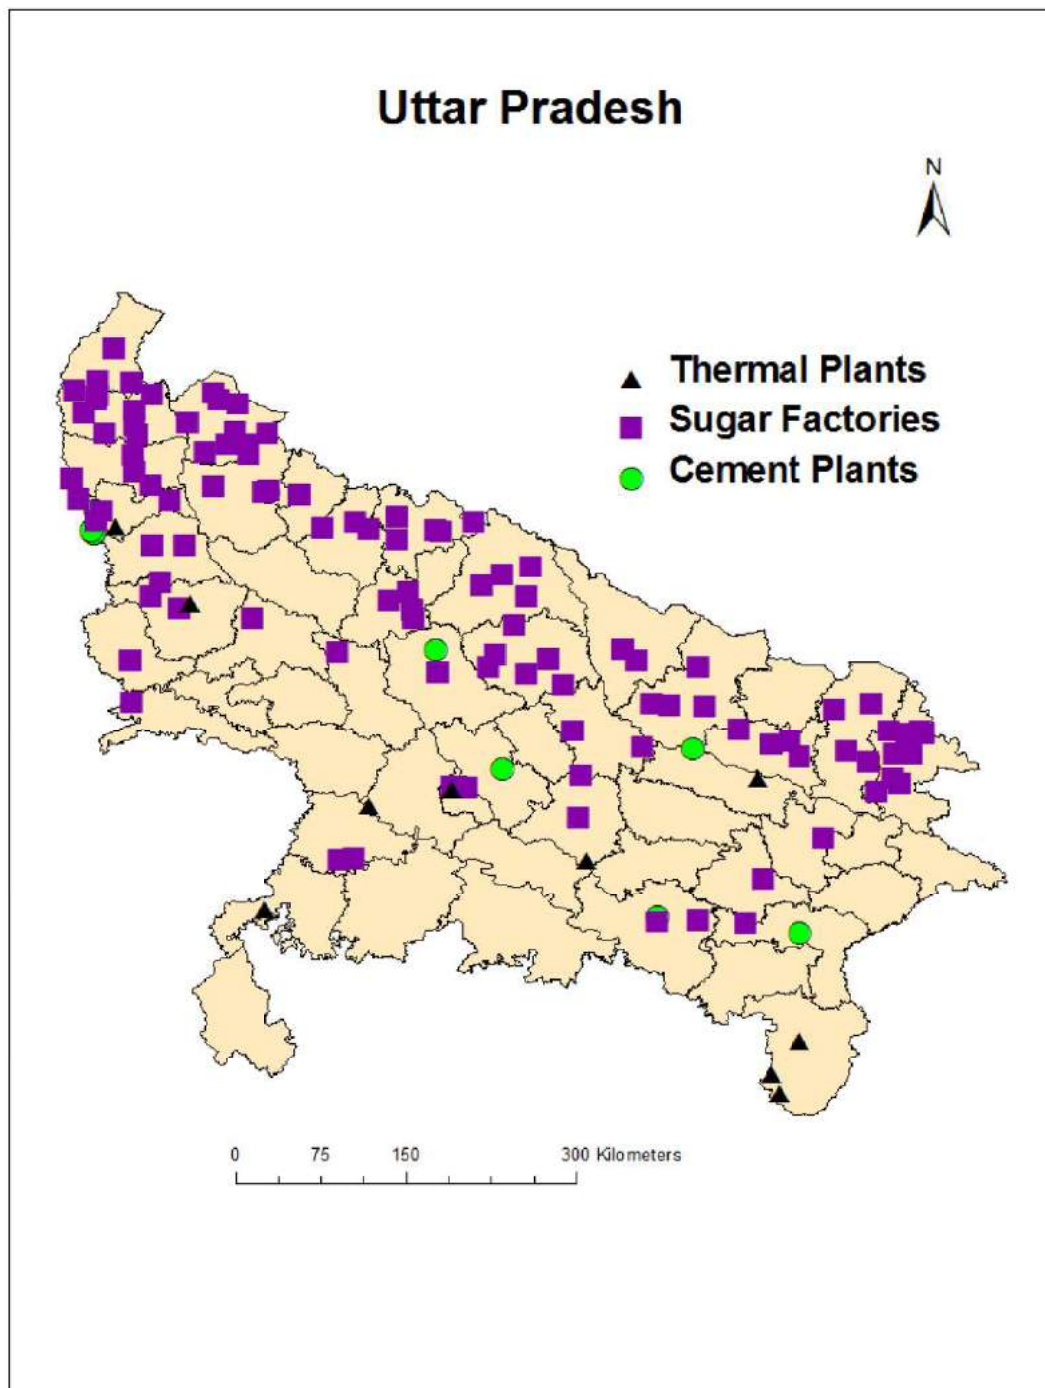 Uttar Pradesh
N
Thermal Plants
Sugar Factories
Cement Plants
0 75 150 300 Kilometers